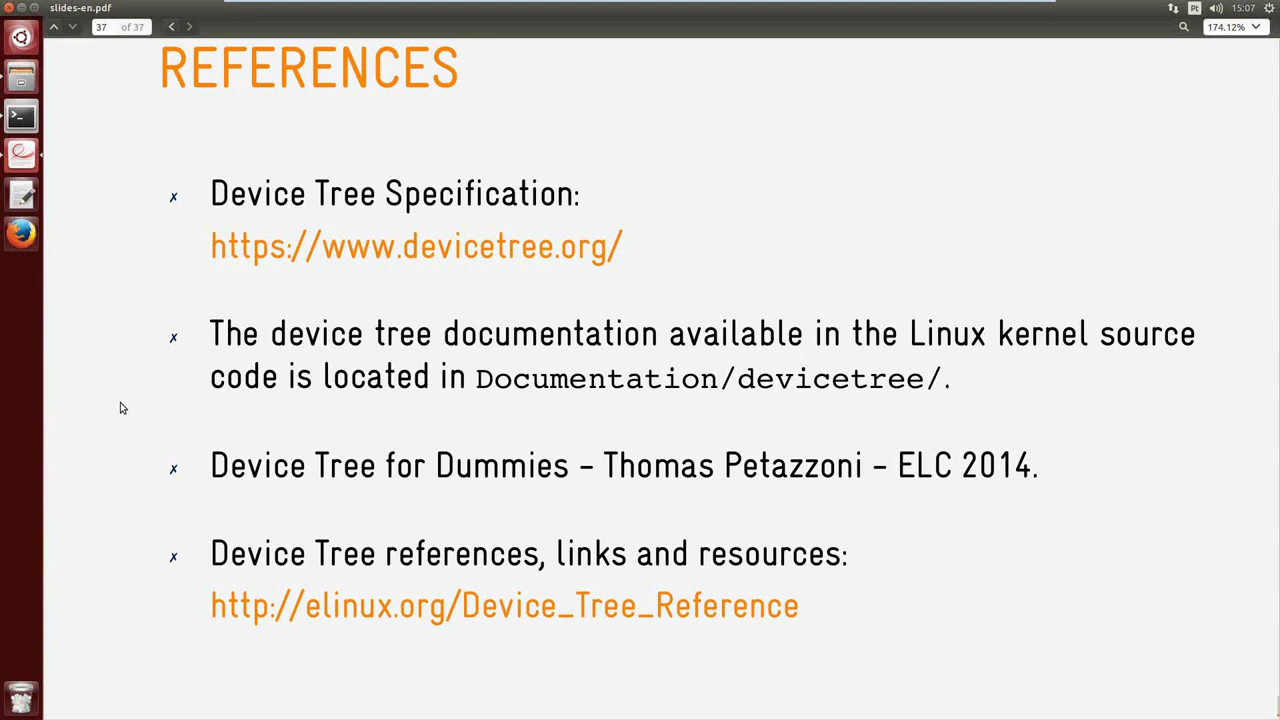 slides-en.pdf
Pt
15:07
37
of 37
174.12%
REFERENCES
✗ Device Tree Specification:
https://www.devicetree.org/
✗ The device tree documentation available in the Linux kernel source
code is located in Documentation/devicetree/.
✗ Device Tree for Dummies – Thomas Petazzoni – ELC 2014.
✗ Device Tree references, links and resources:
http://elinux.org/Device_Tree_Reference